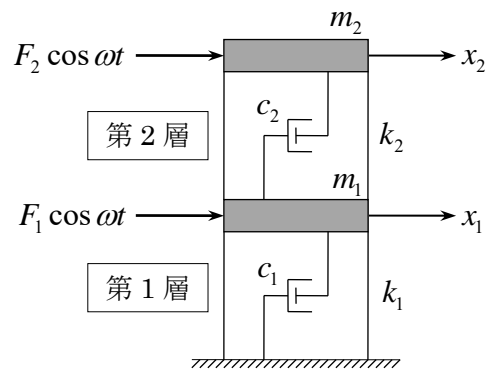 m₂
F₂ cos ωt
x₂
c₂
第 2 層
k₂
m₁
F₁ cos ωt
x₁
c₁
第 1 層
k₁